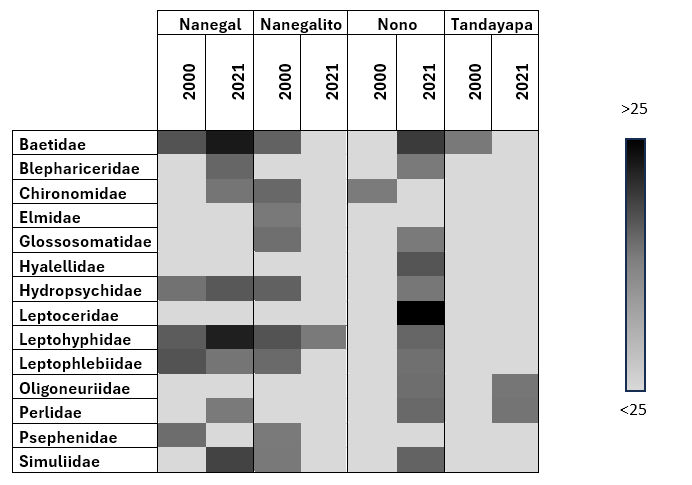 Nanegal Nanegalito Nono Tandayapa
2000 2021 2000 2021 2000 2021 2000 2021
>25
Baetidae
Blephariceridae
Chironomidae
Elmidae
Glossosomatidae
Hyalellidae
Hydropsychidae
Leptoceridae
Leptohyphidae
Leptophlebiidae
Oligoneuriidae
Perlidae
<25
Psephenidae
Simuliidae